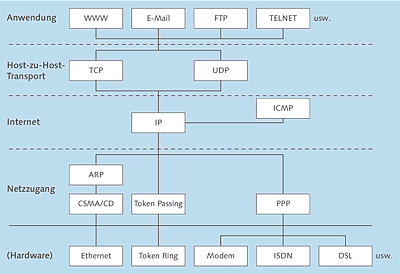 Anwendung WWW E-Mail FTP TELNET usw.
Host-zu-Host-
Transport
TCP UDP
ICMP
Internet IP
ARP
Netzzugang CSMA/CD Token Passing PPP
(Hardware) Ethernet Token Ring Modem ISDN DSL usw.